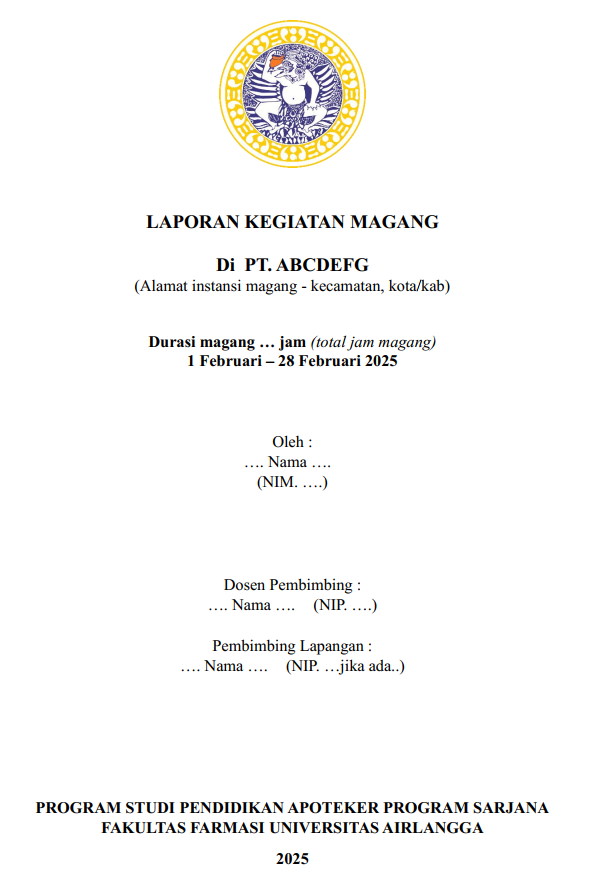 LAPORAN KEGIATAN MAGANG
Di PT. ABCDEFG
(Alamat instansi magang - kecamatan, kota/kab)
Durasi magang … jam (total jam magang)
1 Februari – 28 Februari 2025
Oleh :
…. Nama ….
(NIM. ….)
Dosen Pembimbing :
…. Nama …. (NIP. ….)
Pembimbing Lapangan :
…. Nama …. (NIP. …jika ada..)
PROGRAM STUDI PENDIDIKAN APOTEKER PROGRAM SARJANA
FAKULTAS FARMASI UNIVERSITAS AIRLANGGA
2025